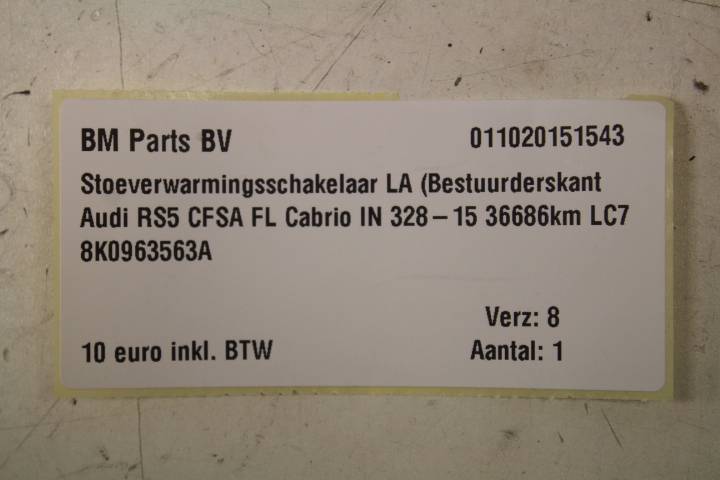 BM Parts BV 011020151543
Stoeverwarmingsschakelaar LA (Bestuurderskant
Audi RS5 CFSA FL Cabrio IN 328-15 36686km LC7
8K0963563A
Verz: 8
10 euro inkl. BTW Aantal: 1